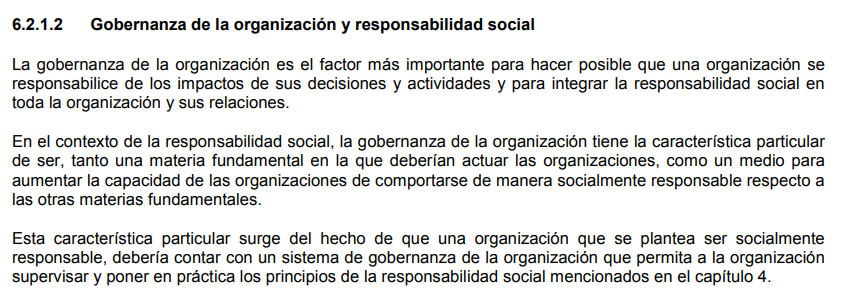 6.2.1.2 Gobernanza de la organización y responsabilidad social
La gobernanza de la organización es el factor más importante para hacer posible que una organización se
responsabilice de los impactos de sus decisiones y actividades y para integrar la responsabilidad social en
toda la organización y sus relaciones.
En el contexto de la responsabilidad social, la gobernanza de la organización tiene la característica particular
de ser, tanto una materia fundamental en la que deberían actuar las organizaciones, como un medio para
aumentar la capacidad de las organizaciones de comportarse de manera socialmente responsable respecto a
las otras materias fundamentales.
Esta característica particular surge del hecho de que una organización que se plantea ser socialmente
responsable, debería contar con un sistema de gobernanza de la organización que permita a la organización
supervisar y poner en práctica los principios de la responsabilidad social mencionados en el capítulo 4.